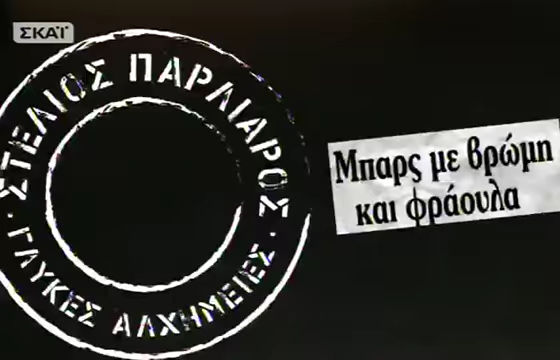 ΣΚΑΪ
ΣΤΕΛΙΟΣ ΠΑΡΛΙΑΡΟΣ
· ΓΛΥΚΕΣ ΑΛΧΗΜΕΙΕΣ ·
Μπαρς με βρώμη
και φράουλα